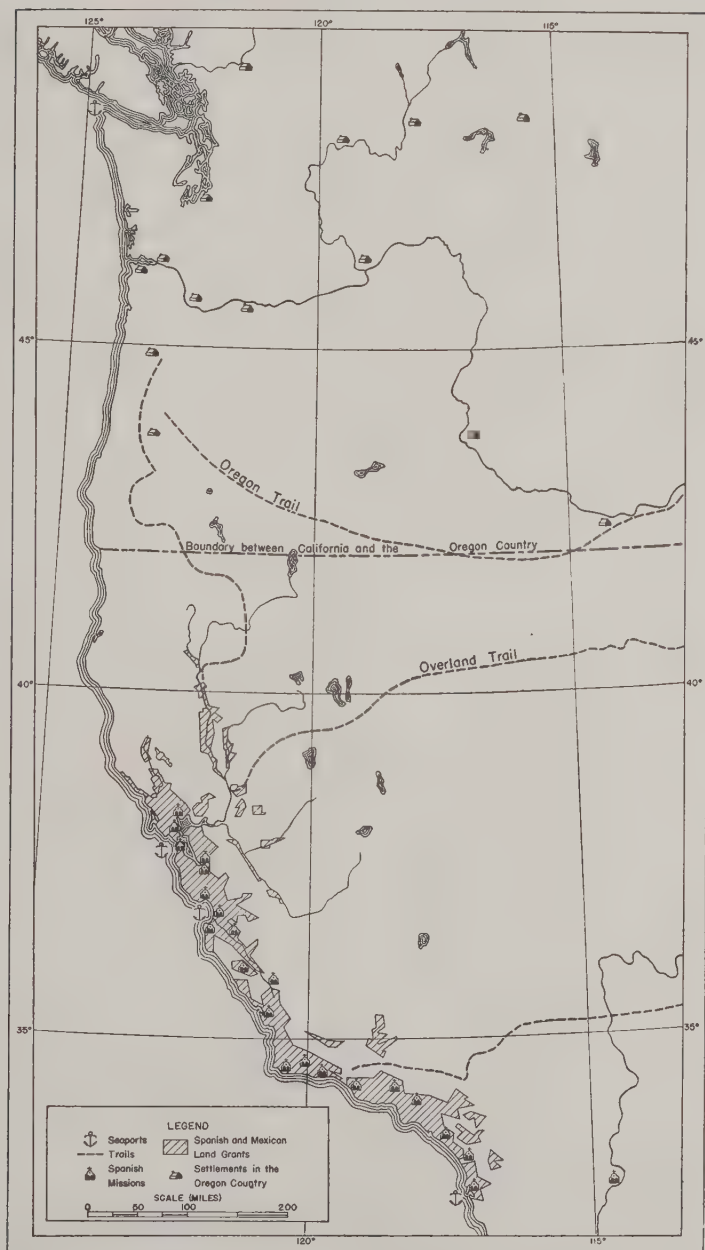 125°
120°
115°
45°
45°
Oregon Trail
Boundary between California and the Oregon Country
Overland Trail
40°
40°
35°
35°
LEGEND
Seaports
Trails
Spanish
Missions
Spanish and Mexican
Land Grants
Settlements in the
Oregon Cougtry
SCALE (MILES)
0 50 100 200
120°
115°